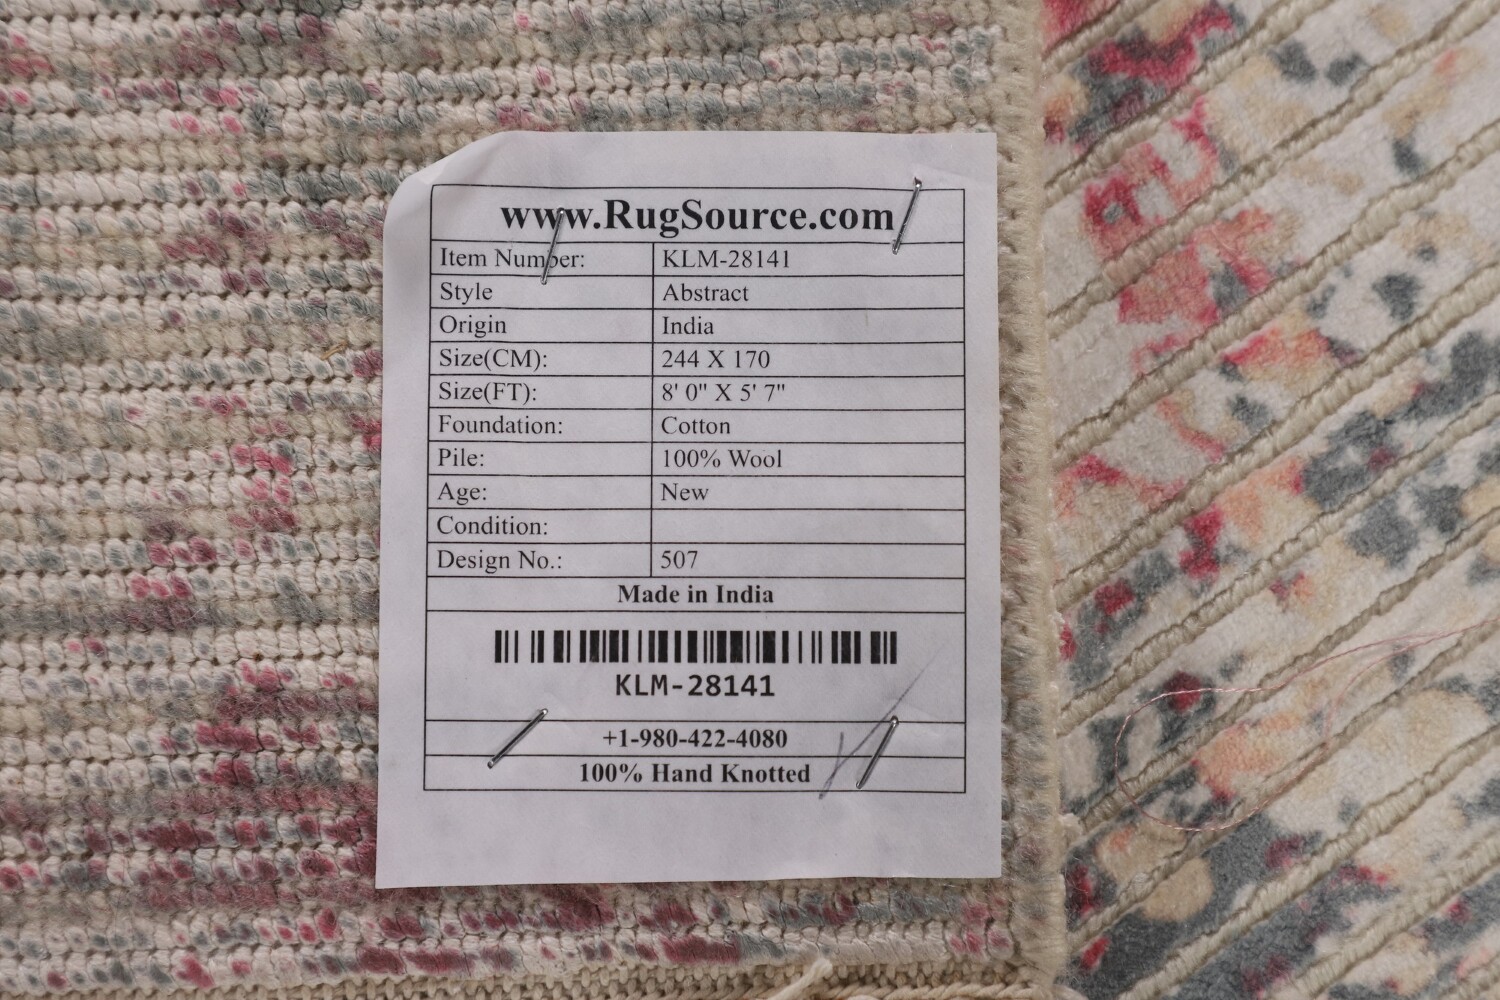 www.RugSource.com
Item Number: KLM-28141
Style Abstract
Origin India
Size(CM): 244 X 170
Size(FT): 8' 0" X 5' 7"
Foundation: Cotton
Pile: 100% Wool
Age: New
Condition:
Design No.: 507
Made in India
KLM-28141
+1-980-422-4080
100% Hand Knotted